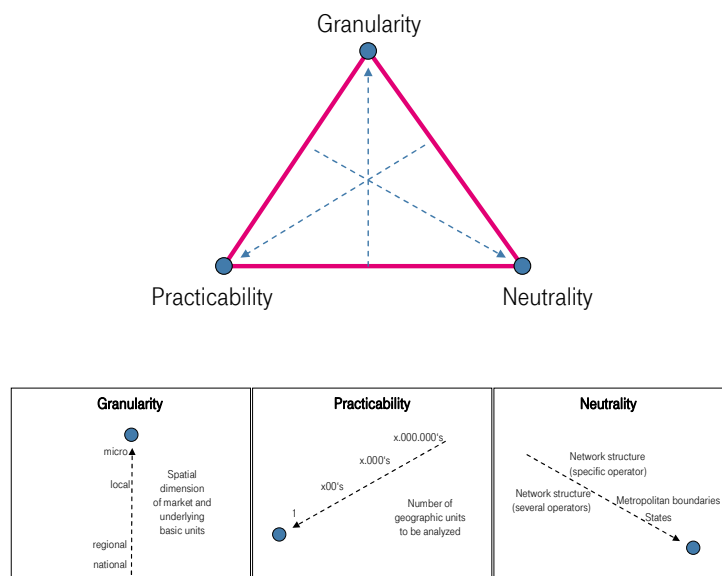 Granularity
Practicability
Neutrality
Granularity
micro
local
Spatial
dimension
of market and
underlying
basic units
regional
national
Practicability
x.000.000's
x.000's
x00's
1
Number of
geographic units
to be analyzed
Neutrality
Network structure
(specific operator)
Network structure
(several operators)
Metropolitan boundaries
States